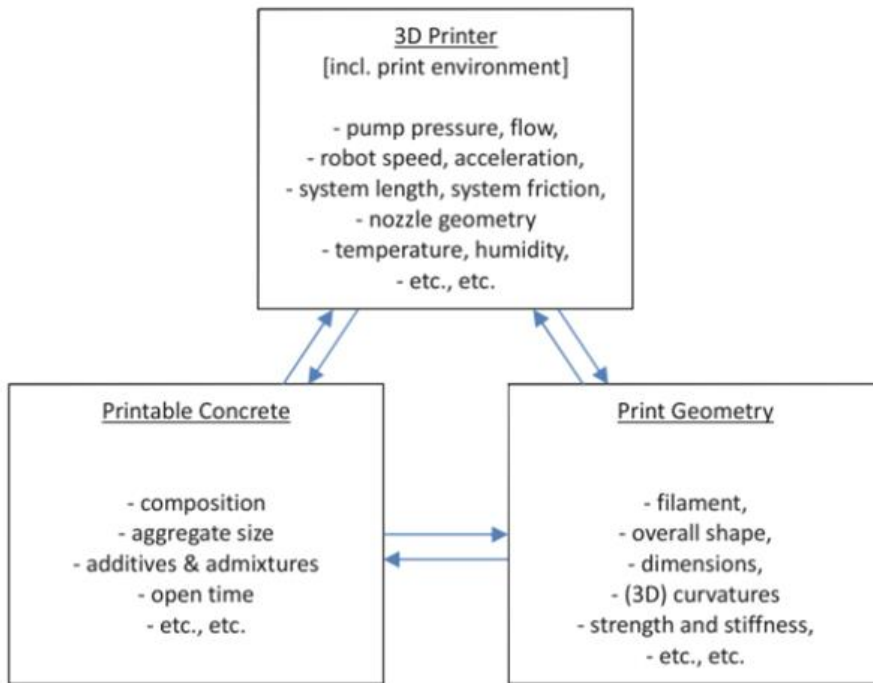 3D Printer
[incl. print environment]
- pump pressure, flow,
- robot speed, acceleration,
- system length, system friction,
- nozzle geometry
- temperature, humidity,
- etc., etc.
Printable Concrete
- composition
- aggregate size
- additives & admixtures
- open time
- etc., etc.
Print Geometry
- filament,
- overall shape,
- dimensions,
- (3D) curvatures
- strength and stiffness,
- etc., etc.